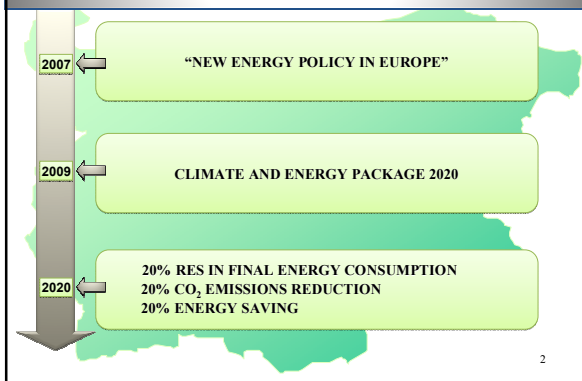 2007
“NEW ENERGY POLICY IN EUROPE”
2009
CLIMATE AND ENERGY PACKAGE 2020
2020
20% RES IN FINAL ENERGY CONSUMPTION
20% CO₂ EMISSIONS REDUCTION
20% ENERGY SAVING
2